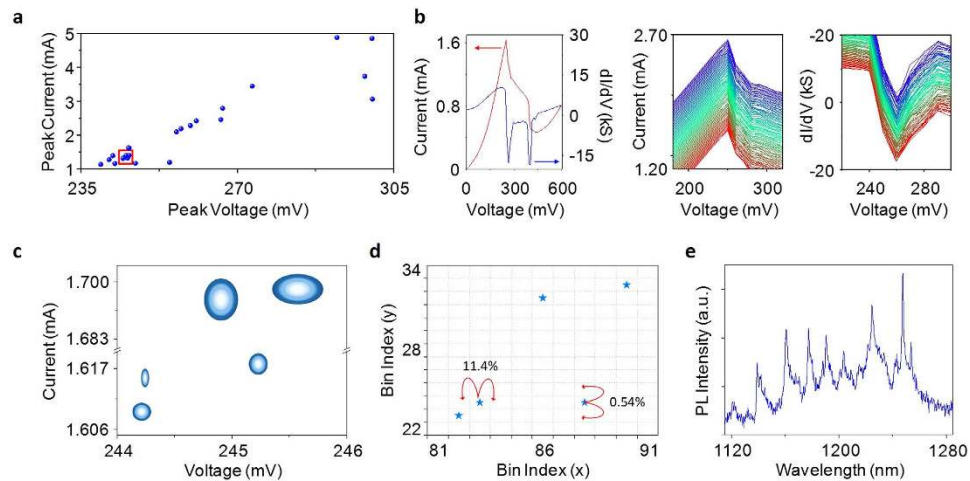 a
5
4
3
2
1
235
270
305
Peak Current (mA)
Peak Voltage (mV)
b
1.6
0.8
0
0
300
600
30
15
0
-15
Current (mA)
dI/dV (kS)
Voltage (mV)
2.70
1.20
200
300
Current (mA)
Voltage (mV)
20
0
-20
240
280
dI/dV (kS)
Voltage (mV)
c
1.700
1.683
1.617
1.606
244
245
246
Current (mA)
Voltage (mV)
d
34
28
22
81
86
91
11.4%
0.54%
Bin Index (y)
Bin Index (x)
e
PL Intensity (a.u.)
1120
1200
1280
Wavelength (nm)